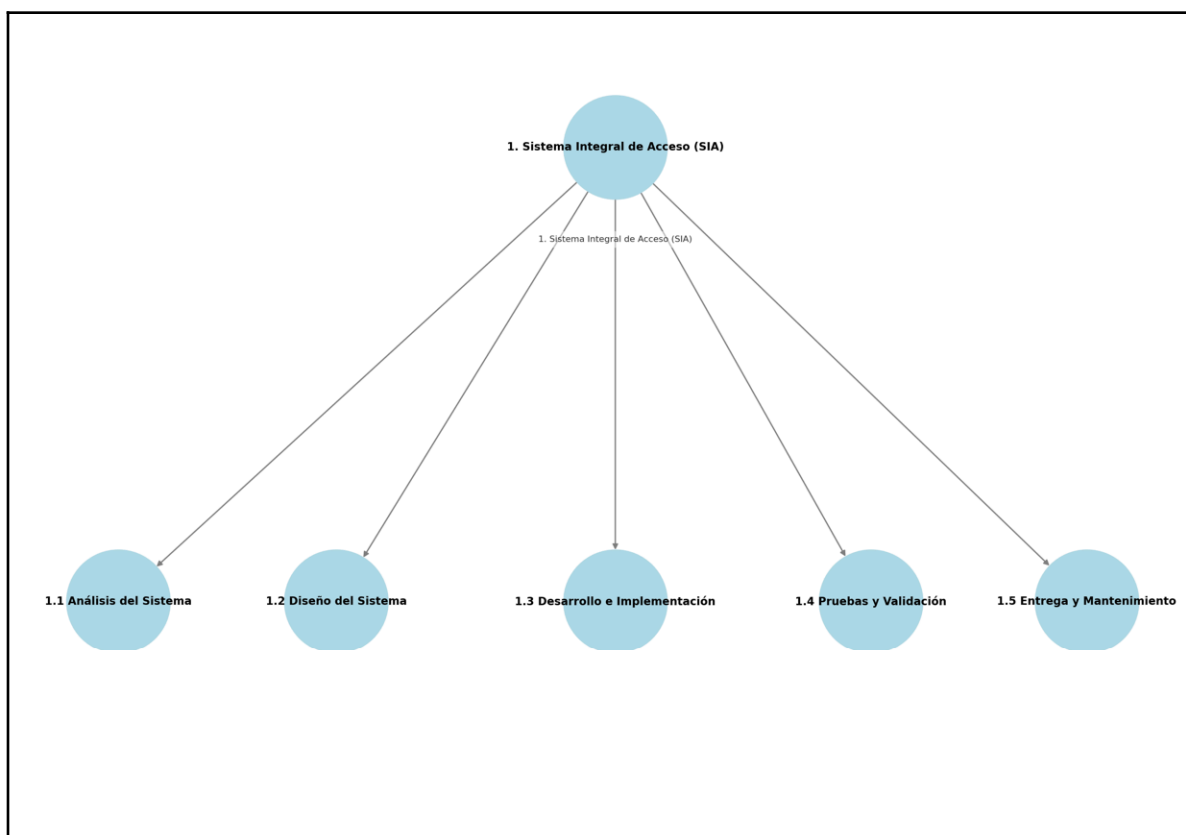 1. Sistema Integral de Acceso (SIA)
1. Sistema Integral de Acceso (SIA)
1.1 Análisis del Sistema
1.2 Diseño del Sistema
1.3 Desarrollo e Implementación
1.4 Pruebas y Validación
1.5 Entrega y Mantenimiento